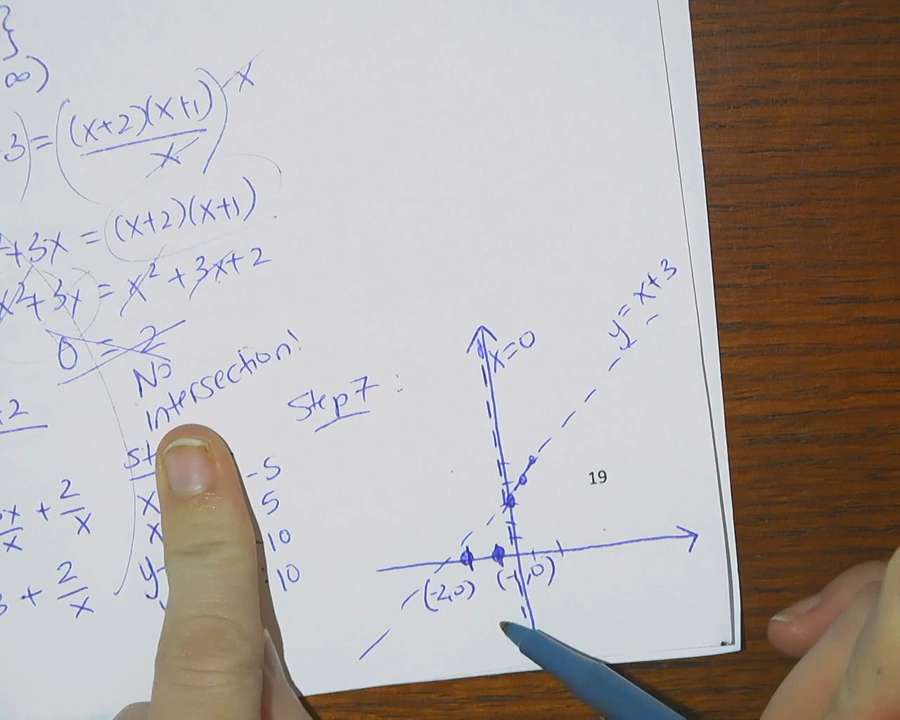 }
∞)
3) = ((x+2)(x+1)/x) x
²+3x = (x+2)(x+1)
x²+3x = x²+3x+2
0 = 2
No
intersection!
+2
Step 7:
x=0
y=x+3
-5
x 5
x + 2/x
x -10
3 + 2/x
y 10
19
(-2,0) (-1,0)